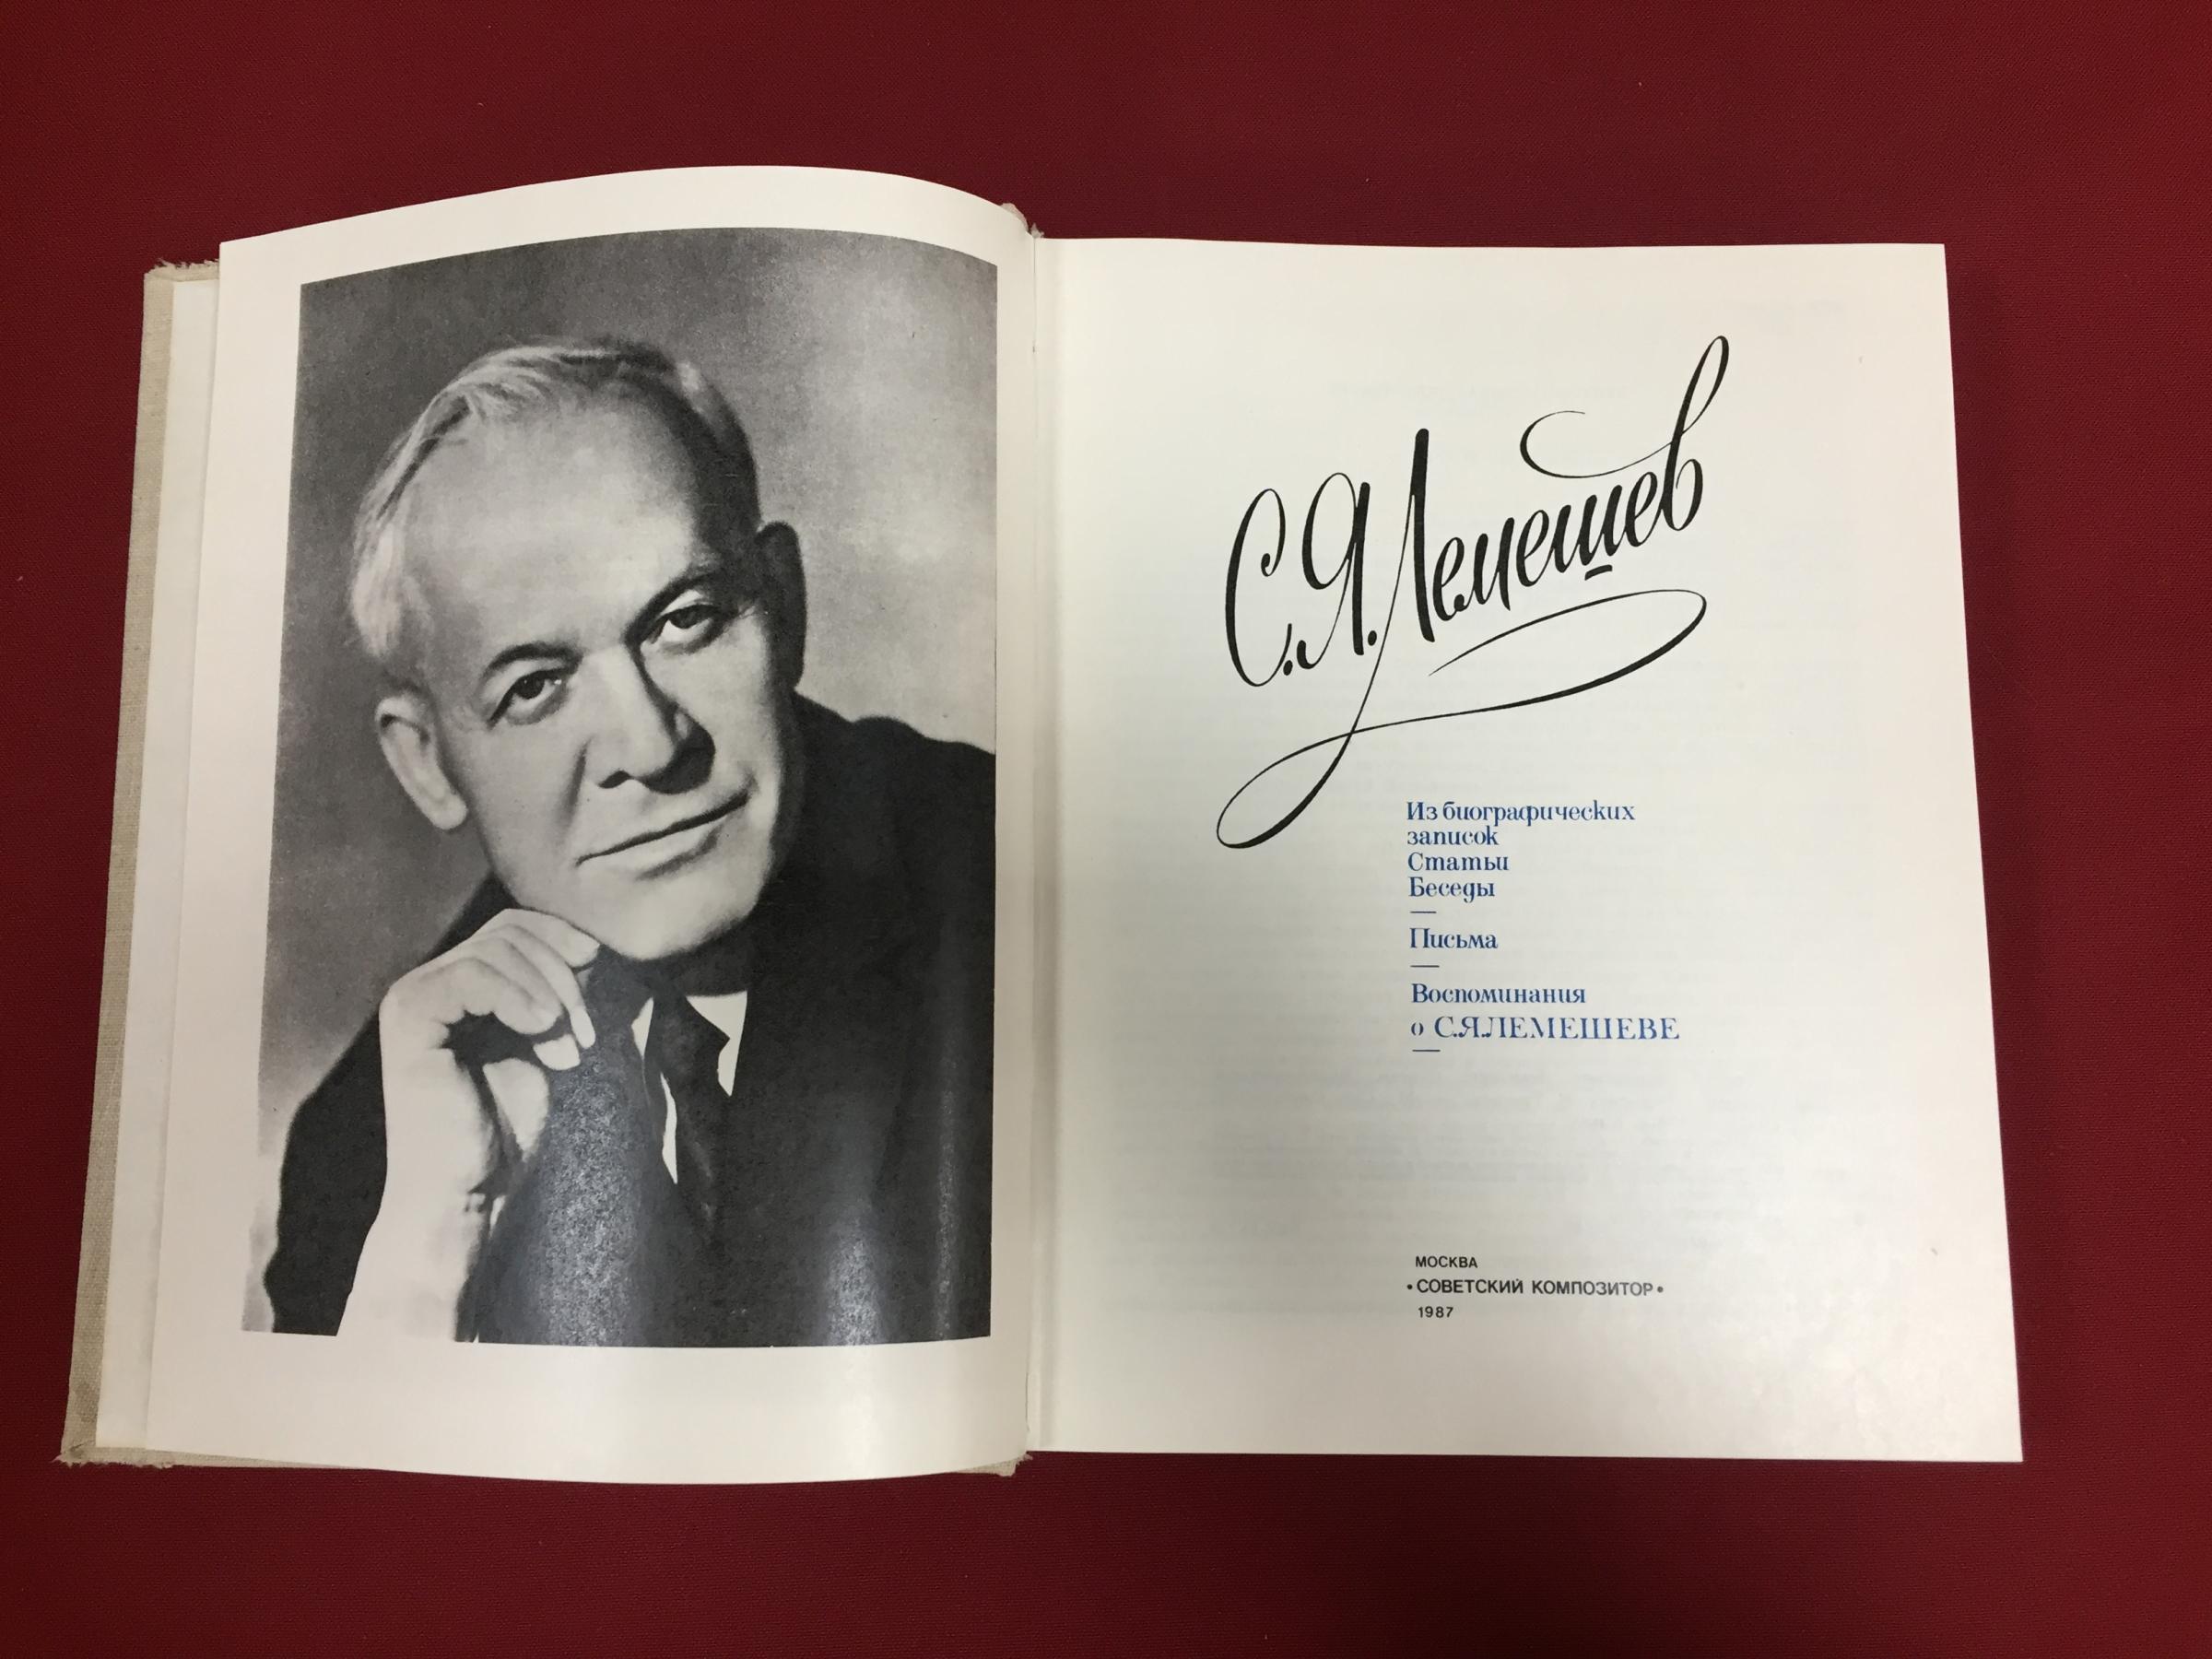 С.Я.Лемешев
Из биографических
записок
Статьи
Беседы
Письма
Воспоминания
о С.Я.ЛЕМЕШЕВЕ
МОСКВА
•СОВЕТСКИЙ КОМПОЗИТОР•
1987